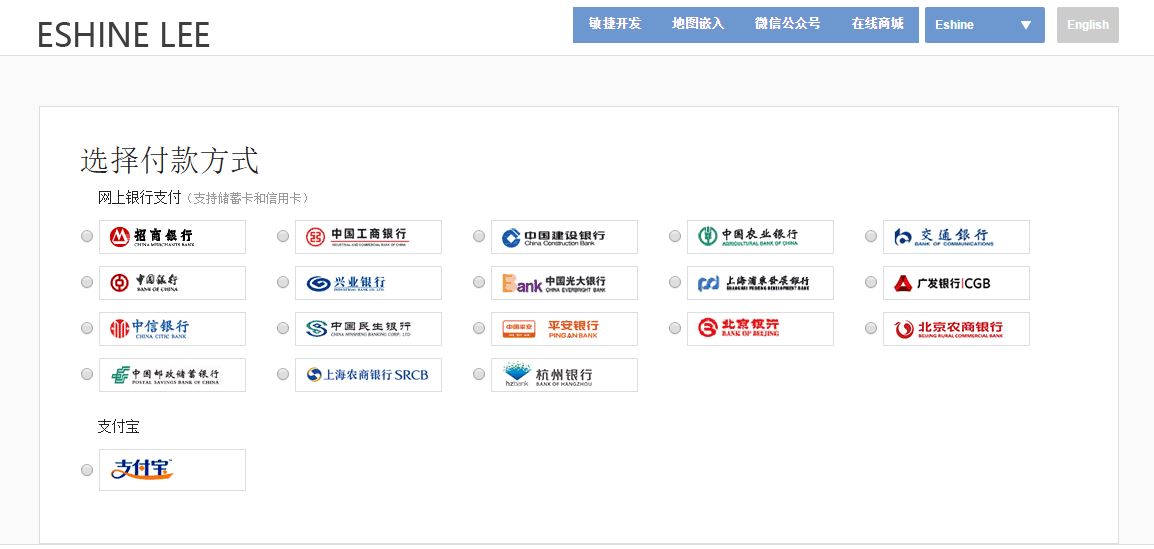 ESHINE LEE
敏捷开发 地图嵌入 微信公众号 在线商城 Eshine English
选择付款方式
网上银行支付（支持储蓄卡和信用卡）
招商银行 中国工商银行 中国建设银行 中国农业银行 交通银行
CHINA MERCHANTS BANK INDUSTRIAL AND COMMERCIAL BANK OF CHINA China Construction Bank AGRICULTURAL BANK OF CHINA BANK OF COMMUNICATIONS
中国银行 兴业银行 Bank 中国光大银行 上海浦东发展银行 广发银行|CGB
BANK OF CHINA INDUSTRIAL BANK CO.,LTD. CHINA EVERBRIGHT BANK SHANGHAI PUDONG DEVELOPMENT BANK
中信银行 中国民生银行 中国平安 平安银行 北京银行 北京农商银行
CHINA CITIC BANK CHINA MINSHENG BANKING CORP., LTD. PING AN BANK BANK OF BEIJING BEIJING RURAL COMMERCIAL BANK
中国邮政储蓄银行 上海农商银行 SRCB hzbank 杭州银行
POSTAL SAVINGS BANK OF CHINA BANK OF HANGZHOU
支付宝
支付宝